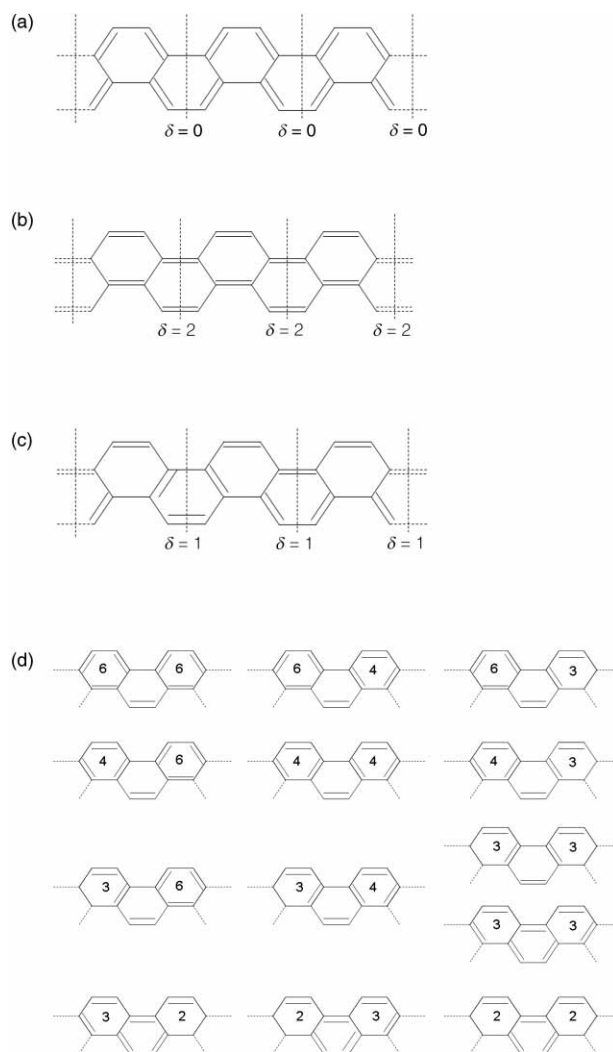 (a)
δ = 0 δ = 0 δ = 0
(b)
δ = 2 δ = 2 δ = 2
(c)
δ = 1 δ = 1 δ = 1
(d)
6 6 6 4 6 3
4 6 4 4 4 3
3 3
3 6 3 4
3 3
3 2 2 3 2 2